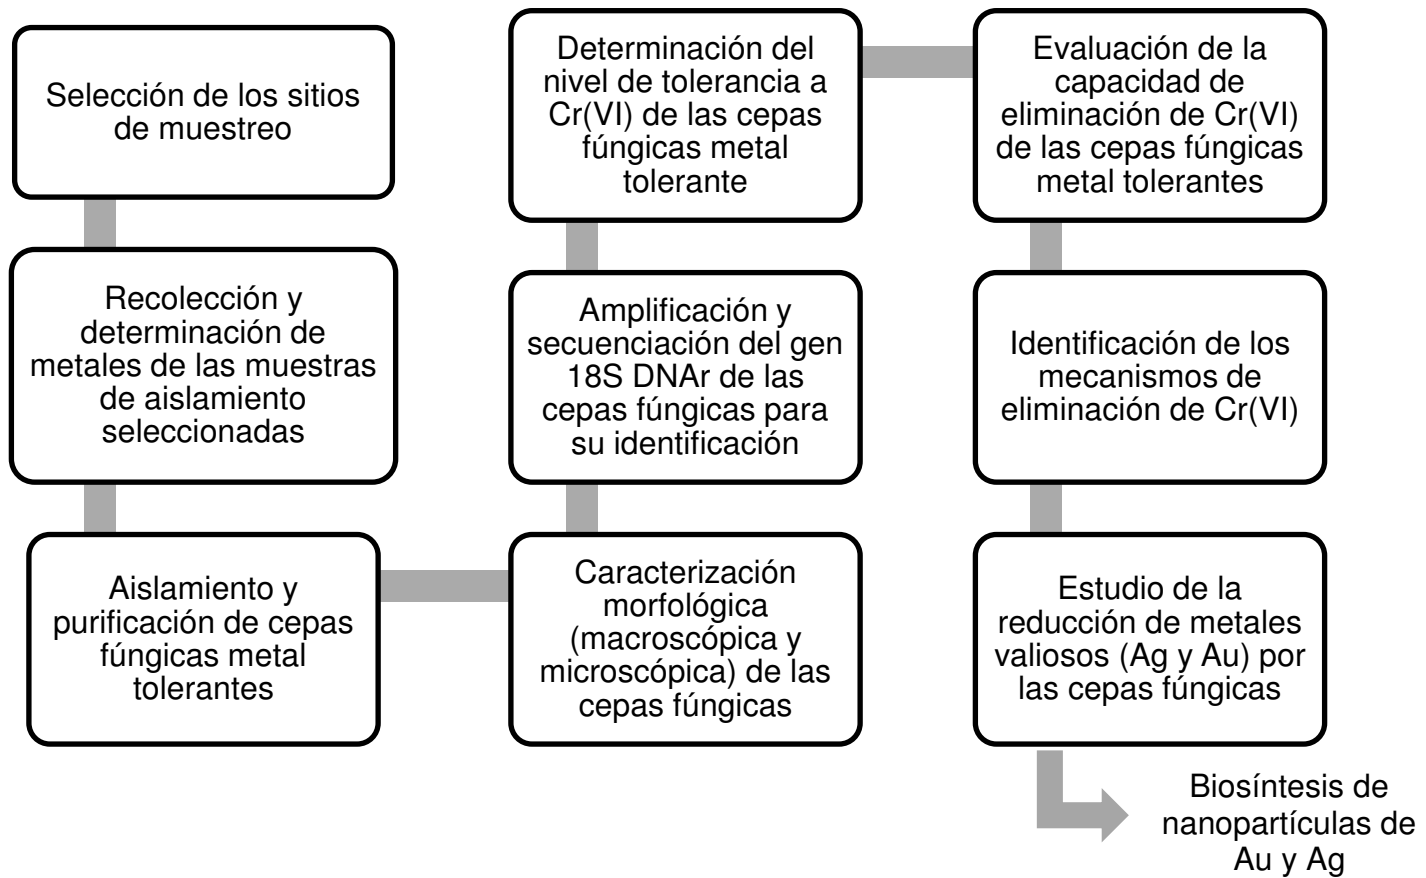 Selección de los sitios
de muestreo
Recolección y
determinación de
metales de las muestras
de aislamiento
seleccionadas
Aislamiento y
purificación de cepas
fúngicas metal
tolerantes
Caracterización
morfológica
(macroscópica y
microscópica) de las
cepas fúngicas
Amplificación y
secuenciación del gen
18S DNAr de las
cepas fúngicas para
su identificación
Determinación del
nivel de tolerancia a
Cr(VI) de las cepas
fúngicas metal
tolerante
Evaluación de la
capacidad de
eliminación de Cr(VI)
de las cepas fúngicas
metal tolerantes
Identificación de los
mecanismos de
eliminación de Cr(VI)
Estudio de la
reducción de metales
valiosos (Ag y Au) por
las cepas fúngicas
Biosíntesis de
nanopartículas de
Au y Ag